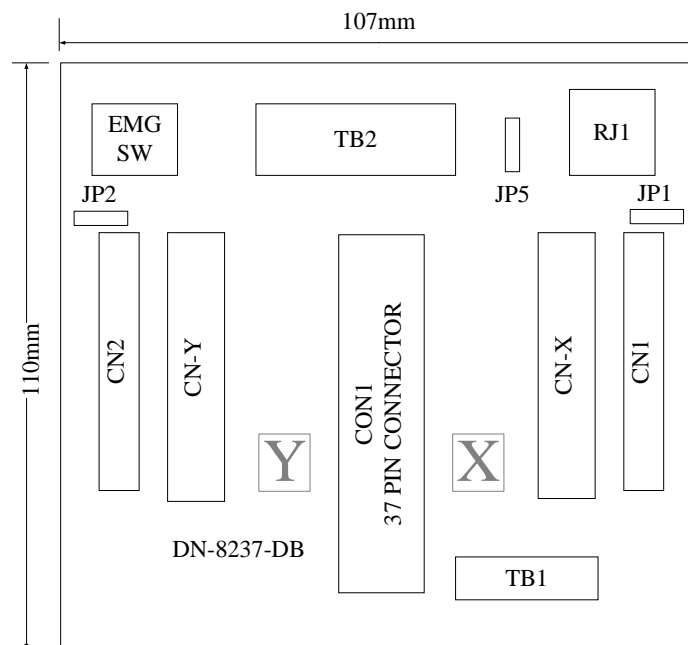 107mm
EMG
SW
TB2
RJ1
JP2
JP5
JP1
110mm
CN2
CN-Y
CON1
37 PIN CONNECTOR
CN-X
CN1
Y
X
DN-8237-DB
TB1